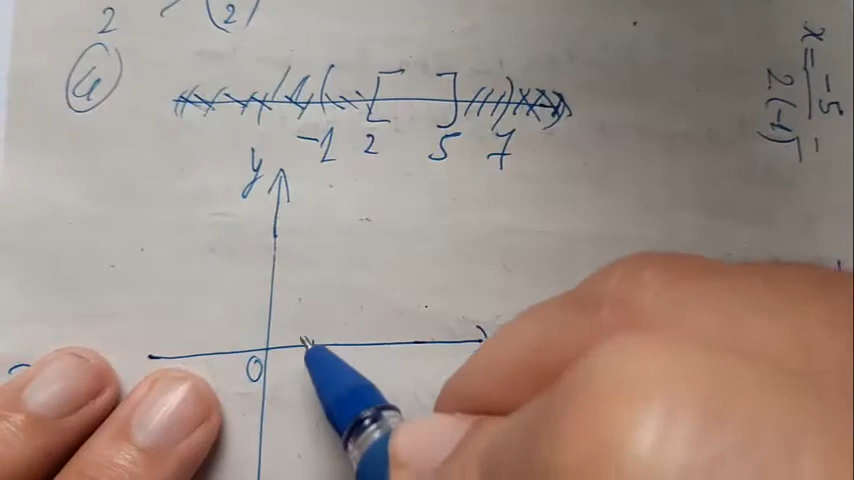 2 (2)
4
-1 2 5 7
y
0
x = -5 / 2(-1) =